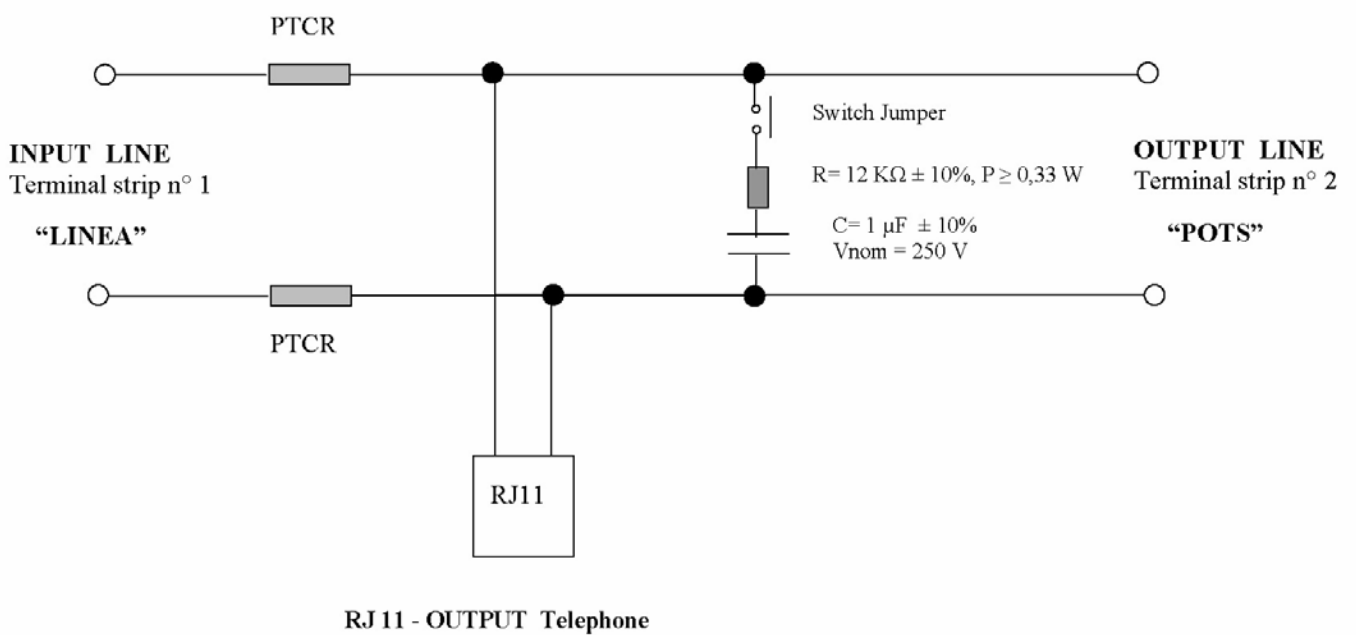 PTCR
Switch Jumper
INPUT LINE
Terminal strip n° 1
"LINEA"
R= 12 KΩ ± 10%, P ≥ 0,33 W
C= 1 µF ± 10%
Vnom = 250 V
OUTPUT LINE
Terminal strip n° 2
"POTS"
PTCR
RJ11
RJ 11 - OUTPUT Telephone